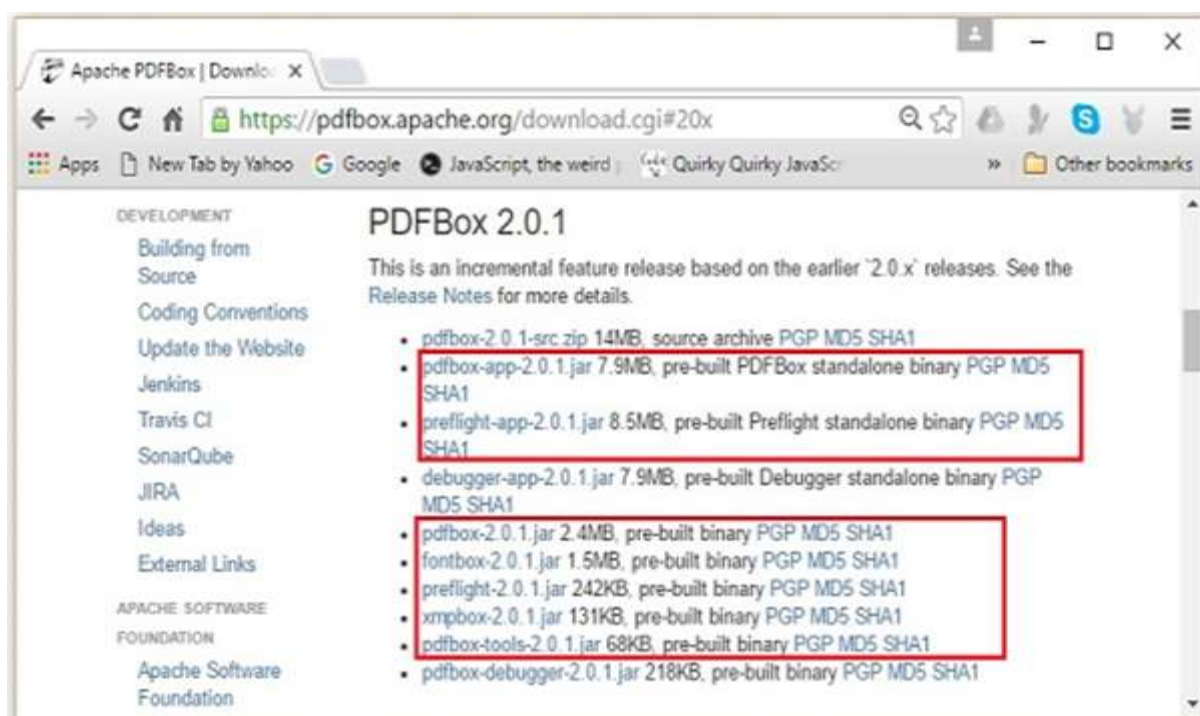 Apache PDFBox | Downlo
https://pdfbox.apache.org/download.cgi#20x
Apps New Tab by Yahoo Google JavaScript, the weird Quirky Quirky JavaSc » Other bookmarks
DEVELOPMENT
Building from
Source
Coding Conventions
Update the Website
Jenkins
Travis CI
SonarQube
JIRA
Ideas
External Links
APACHE SOFTWARE
FOUNDATION
Apache Software
Foundation
PDFBox 2.0.1
This is an incremental feature release based on the earlier `2.0.x` releases. See the
Release Notes for more details.
• pdfbox-2.0.1-src.zip 14MB, source archive PGP MD5 SHA1
• pdfbox-app-2.0.1.jar 7.9MB, pre-built PDFBox standalone binary PGP MD5
SHA1
• preflight-app-2.0.1.jar 8.5MB, pre-built Preflight standalone binary PGP MD5
SHA1
• debugger-app-2.0.1.jar 7.9MB, pre-built Debugger standalone binary PGP
MD5 SHA1
• pdfbox-2.0.1.jar 2.4MB, pre-built binary PGP MD5 SHA1
• fontbox-2.0.1.jar 1.5MB, pre-built binary PGP MD5 SHA1
• preflight-2.0.1.jar 242KB, pre-built binary PGP MD5 SHA1
• xmpbox-2.0.1.jar 131KB, pre-built binary PGP MD5 SHA1
• pdfbox-tools-2.0.1.jar 68KB, pre-built binary PGP MD5 SHA1
• pdfbox-debugger-2.0.1.jar 218KB, pre-built binary PGP MD5 SHA1